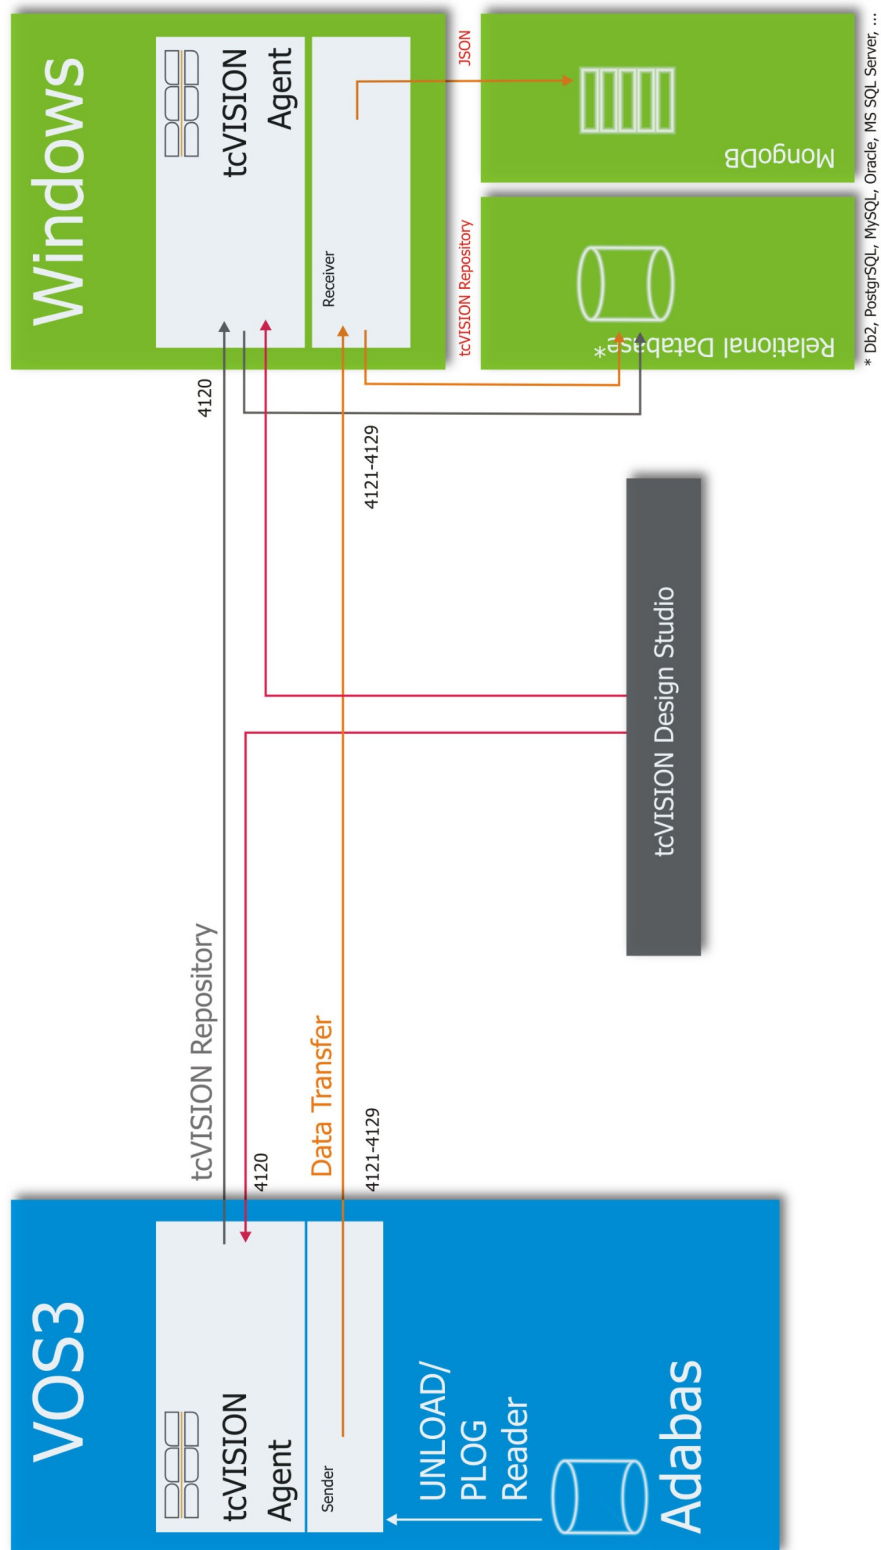 VOS3
tcVISION
Agent
Sender
UNLOAD/
PLOG
Reader
Adabas
tcVISION Repository
4120
Data Transfer
4121-4129
tcVISION Design Studio
4120
4121-4129
Windows
tcVISION
Agent
Receiver
tcVISION Repository
JSON
Relational Database*
MongoDB
* Db2, PostgrSQL, MySQL, Oracle, MS SQL Server, ...